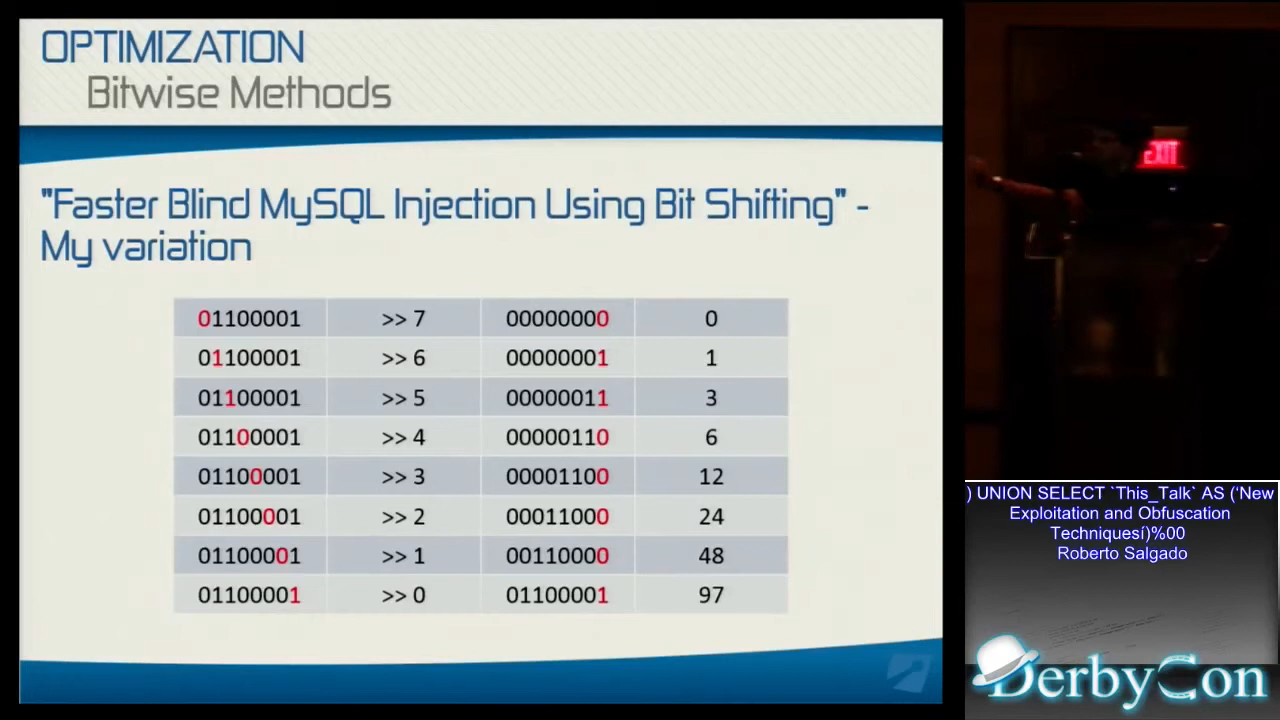 OPTIMIZATION
Bitwise Methods
"Faster Blind MySQL Injection Using Bit Shifting" -
My variation
01100001 >> 7 00000000 0
01100001 >> 6 00000001 1
01100001 >> 5 00000011 3
01100001 >> 4 00000110 6
01100001 >> 3 00001100 12
01100001 >> 2 00011000 24
01100001 >> 1 00110000 48
01100001 >> 0 01100001 97
EXIT
) UNION SELECT `This_Talk` AS ('New
Exploitation and Obfuscation
Techniquesí)%00
Roberto Salgado
DerbyCon